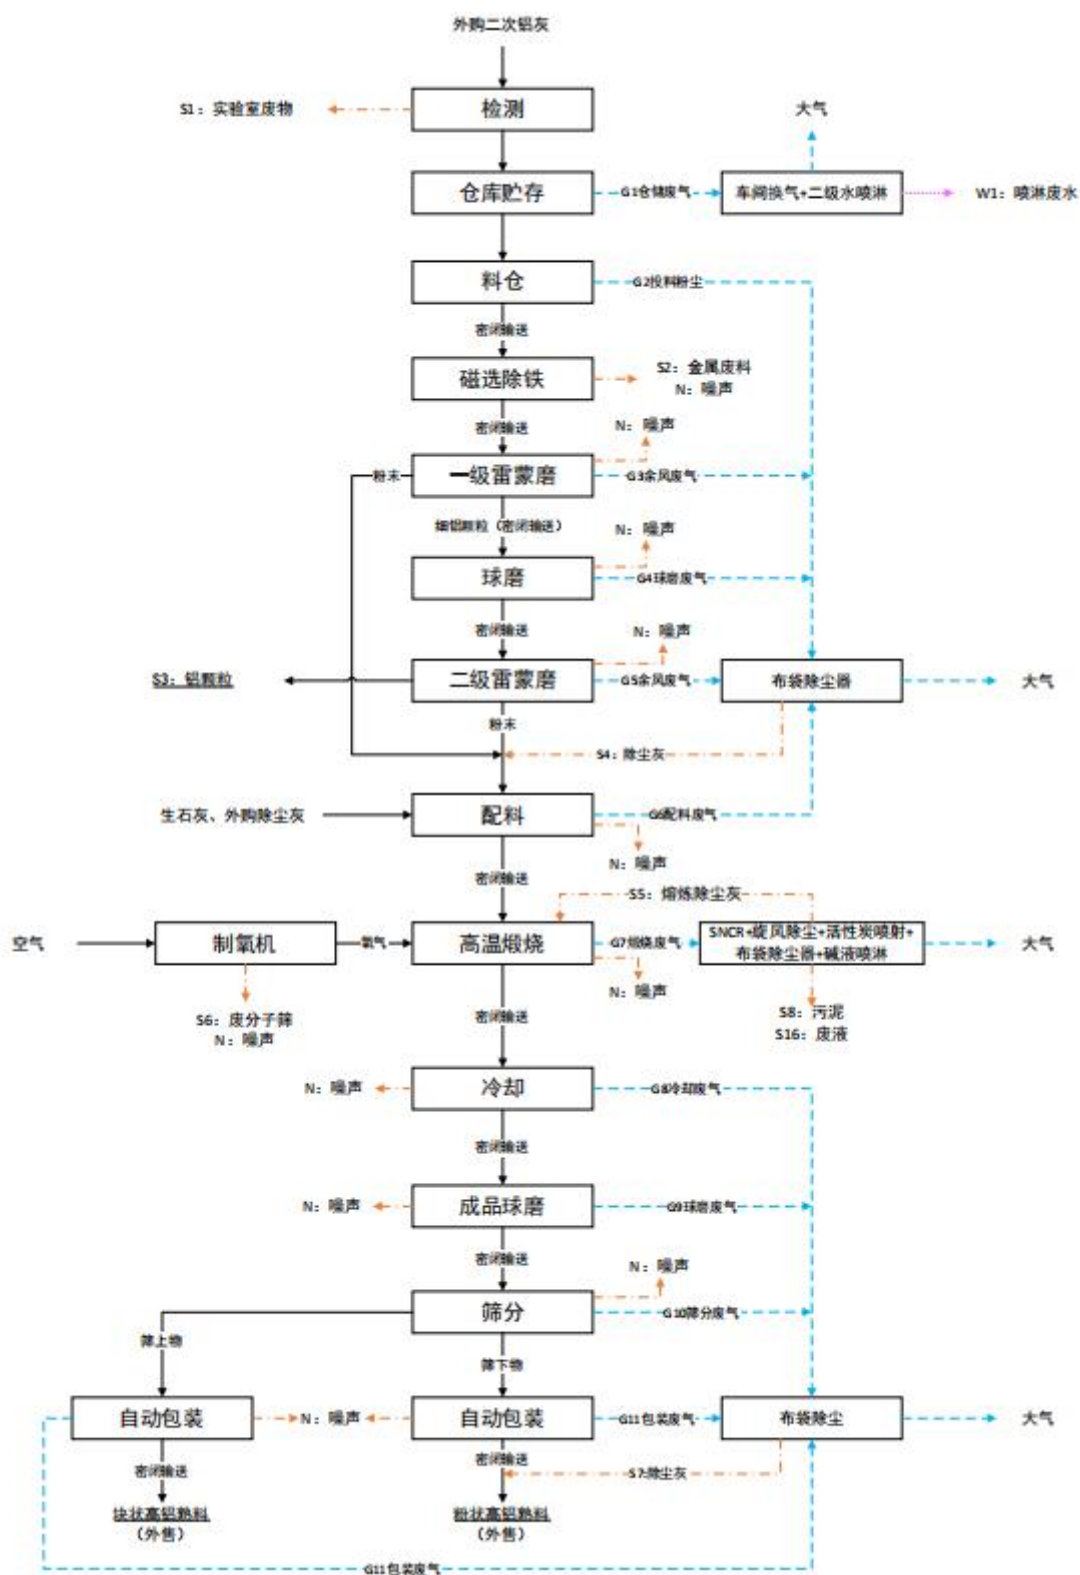 外购二次铝灰
S1：实验室废物
检测
大气
仓库贮存
G1仓储废气
车间换气+二级水喷淋
W1：喷淋废水
料仓
G2投料粉尘
密闭输送
磁选除铁
S2：金属废料
N：噪声
密闭输送
N：噪声
粉末
一级雷蒙磨
G3余风废气
细铝颗粒（密闭输送）
N：噪声
球磨
G4球磨废气
密闭输送
N：噪声
S3：铝颗粒
二级雷蒙磨
G5余风废气
布袋除尘器
大气
粉末
S4：除尘灰
生石灰、外购除尘灰
配料
G6配料废气
N：噪声
密闭输送
S5：熔炼除尘灰
空气
制氧机
氧气
高温煅烧
G7煅烧废气
SNCR+旋风除尘+活性炭喷射+
布袋除尘器+碱液喷淋
大气
N：噪声
S6：废分子筛
N：噪声
密闭输送
S8：污泥
S16：废液
N：噪声
冷却
G8冷却废气
密闭输送
N：噪声
成品球磨
G9球磨废气
密闭输送
N：噪声
筛分
G10筛分废气
筛上物
筛下物
自动包装
N：噪声
自动包装
G11包装废气
布袋除尘
大气
密闭输送
密闭输送
S7:除尘灰
块状高铝熟料
（外售）
粉状高铝熟料
（外售）
G11包装废气